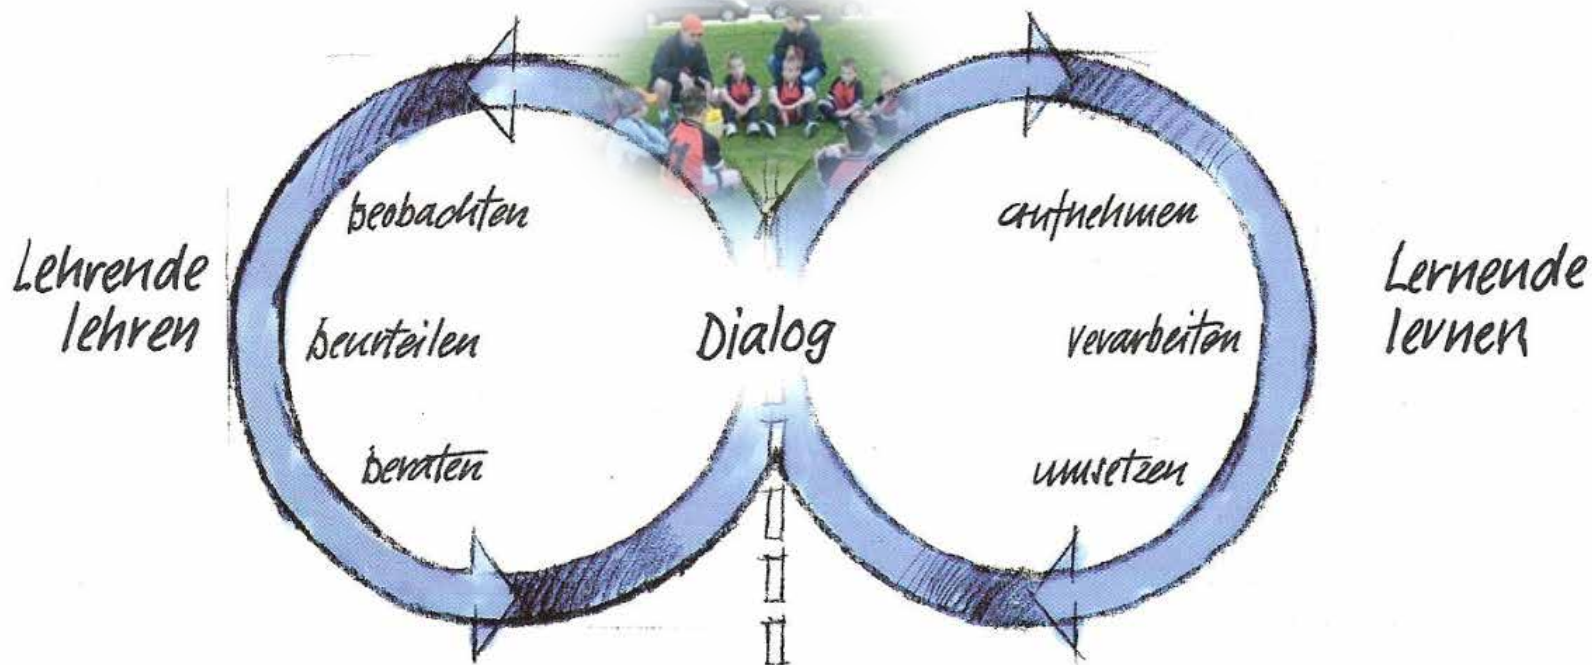 Lehrende
lehren
beobachten
beurteilen
beraten
Dialog
aufnehmen
verarbeiten
umsetzen
Lernende
lernen